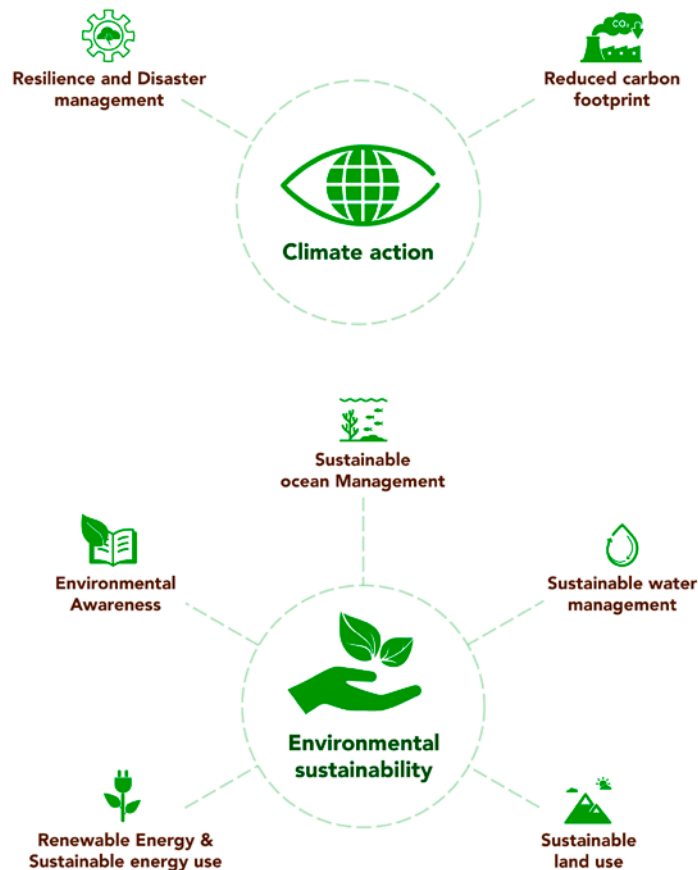 CO₂
Resilience and Disaster
management
Reduced carbon
footprint
Climate action
Sustainable
ocean Management
Environmental
Awareness
Sustainable water
management
Environmental
sustainability
Renewable Energy &
Sustainable energy use
Sustainable
land use